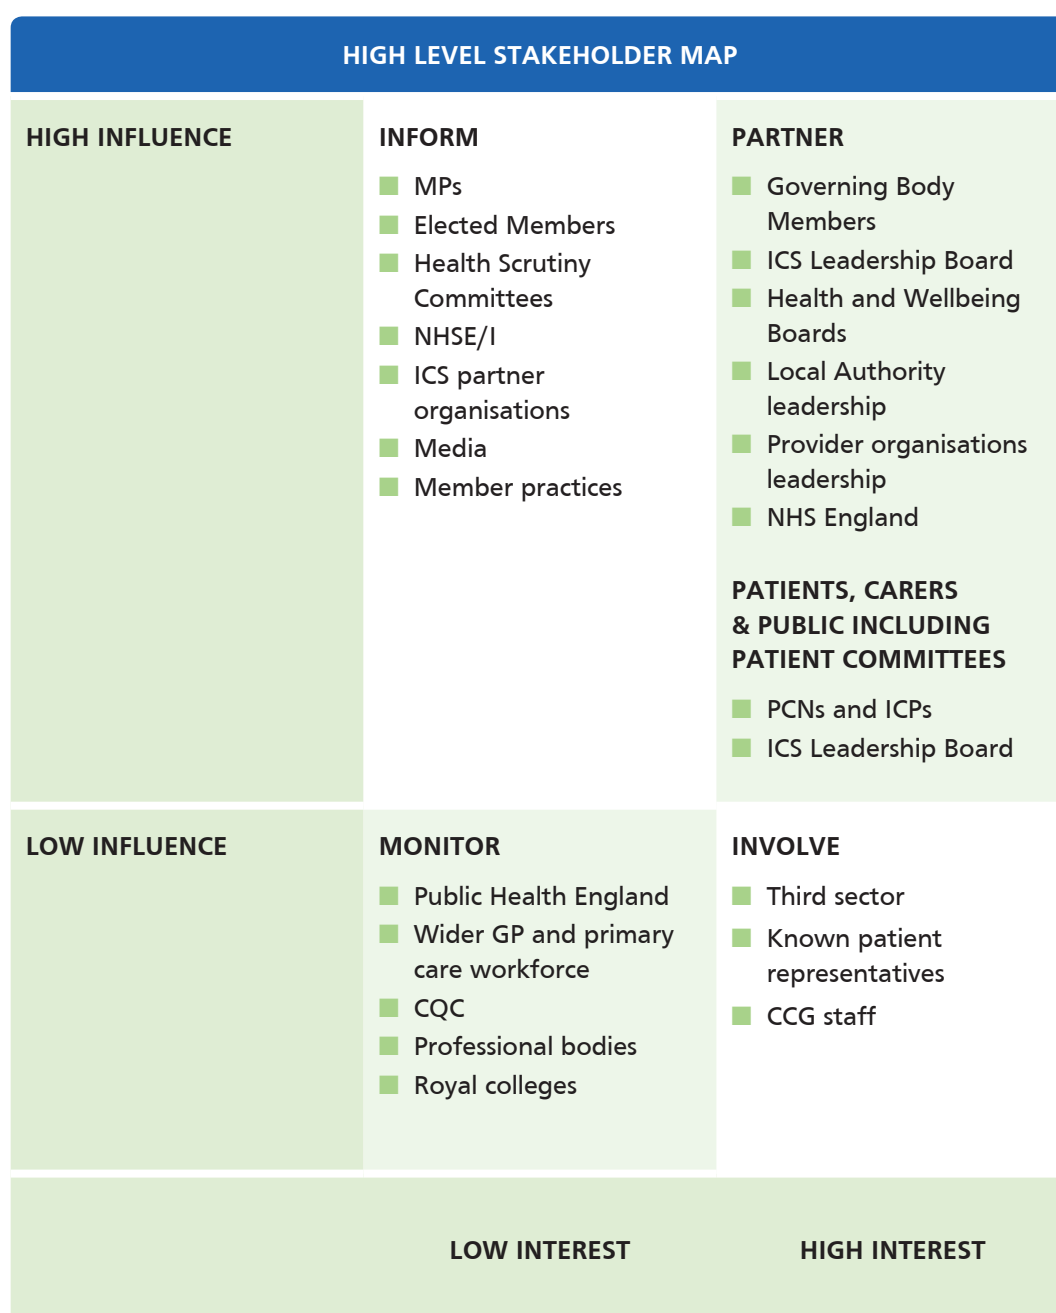 HIGH LEVEL STAKEHOLDER MAP
HIGH INFLUENCE
INFORM
MPs
Elected Members
Health Scrutiny
Committees
NHSE/I
ICS partner
organisations
Media
Member practices
PARTNER
Governing Body
Members
ICS Leadership Board
Health and Wellbeing
Boards
Local Authority
leadership
Provider organisations
leadership
NHS England
PATIENTS, CARERS
& PUBLIC INCLUDING
PATIENT COMMITTEES
PCNs and ICPs
ICS Leadership Board
LOW INFLUENCE
MONITOR
Public Health England
Wider GP and primary
care workforce
CQC
Professional bodies
Royal colleges
INVOLVE
Third sector
Known patient
representatives
CCG staff
LOW INTEREST
HIGH INTEREST